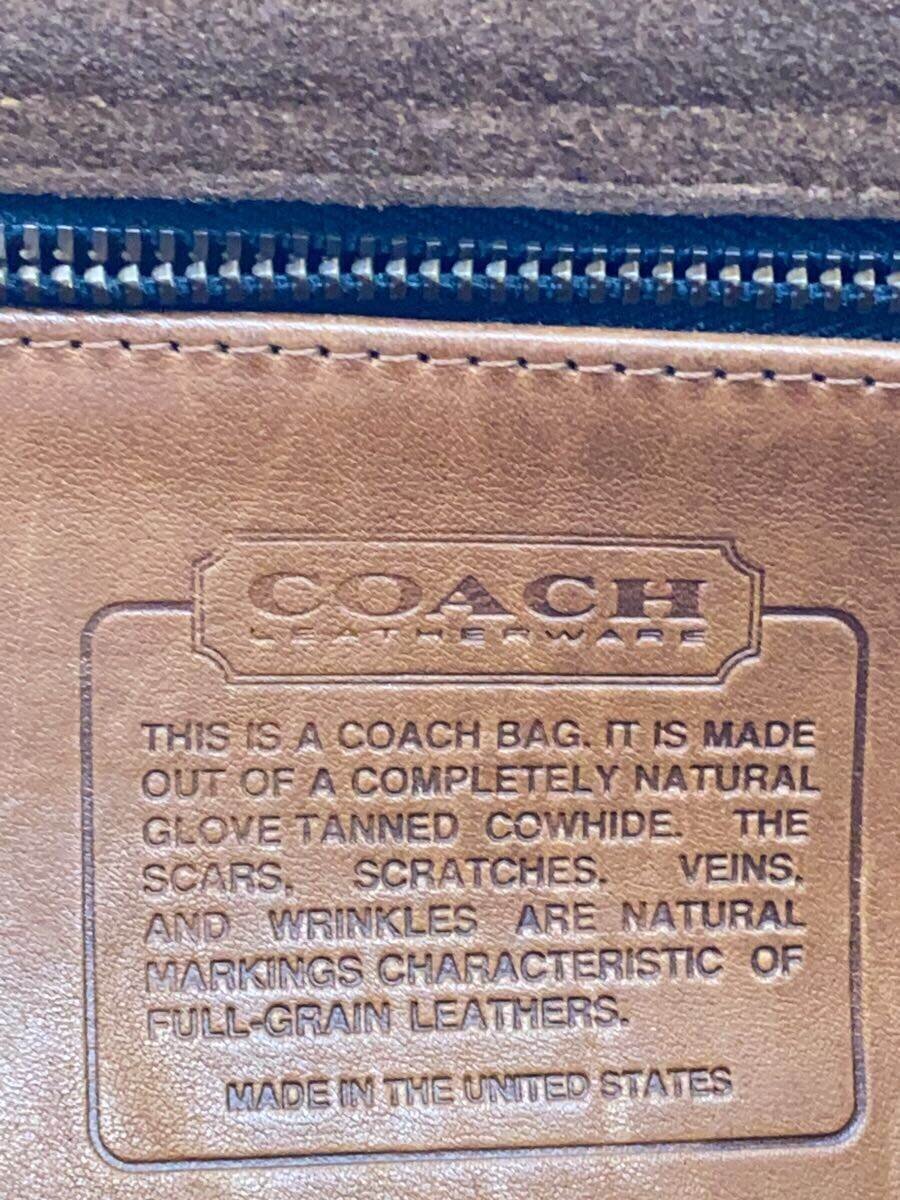 COACH
LEATHERWARE
THIS IS A COACH BAG. IT IS MADE
OUT OF A COMPLETELY NATURAL
GLOVE TANNED COWHIDE. THE
SCARS, SCRATCHES, VEINS,
AND WRINKLES ARE NATURAL
MARKINGS CHARACTERISTIC OF
FULL-GRAIN LEATHERS.
MADE IN THE UNITED STATES